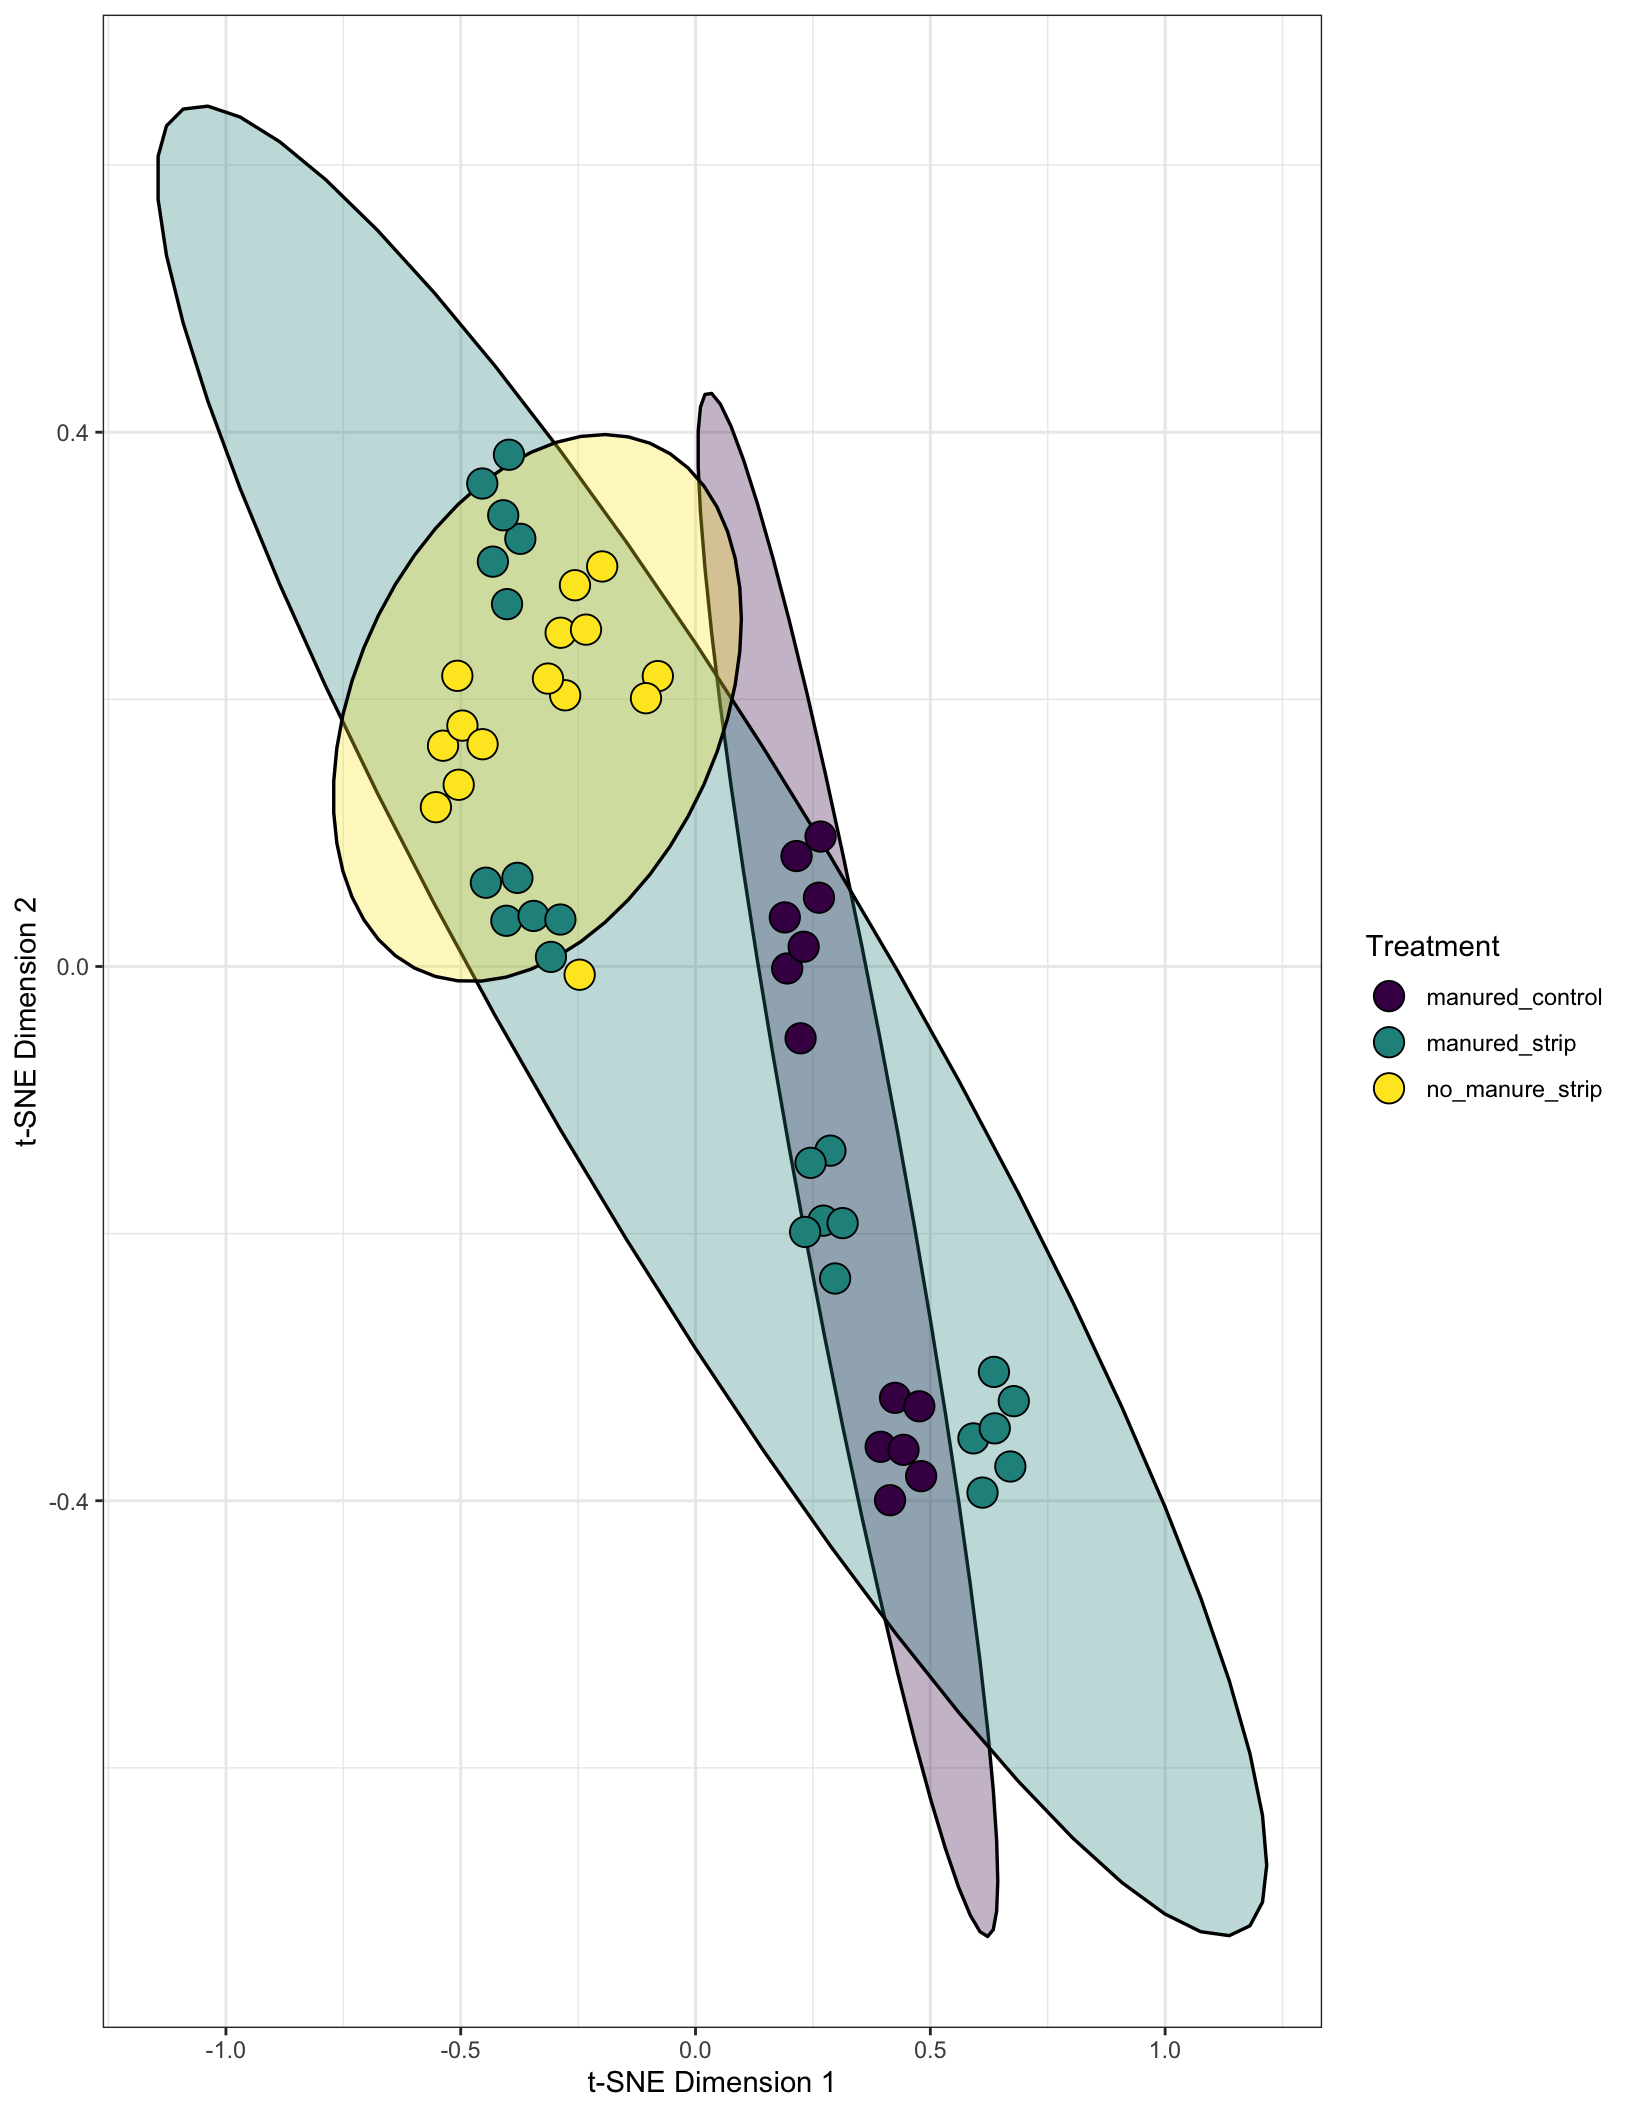 0.4
0.0
-0.4
t-SNE Dimension 2
-1.0
-0.5
0.0
0.5
1.0
t-SNE Dimension 1
Treatment
manured_control
manured_strip
no_manure_strip